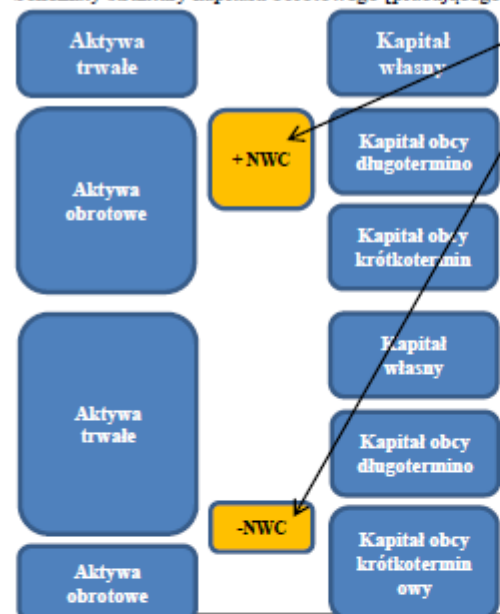 Aktywa
trwałe
Kapitał
własny
+ NWC
Aktywa
obrotowe
Kapitał obcy
długotermino
Kapitał obcy
krótkotermin
Aktywa
trwałe
Kapitał
własny
Kapitał obcy
długotermino
-NWC
Aktywa
obrotowe
Kapitał obcy
krótkotermin
owy